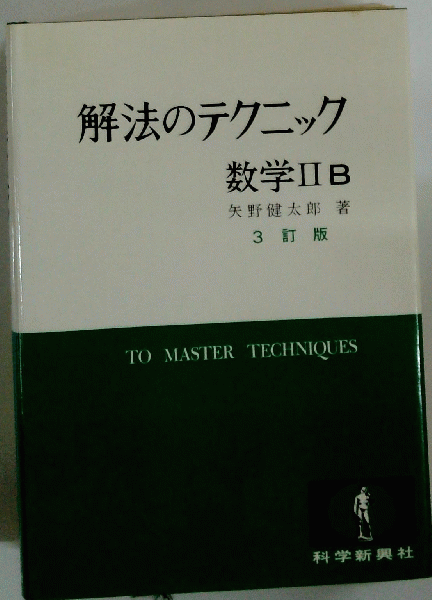 解法のテクニック
数学ⅡB
矢野健太郎 著
3訂版
TO MASTER TECHNIQUES
科学新興社